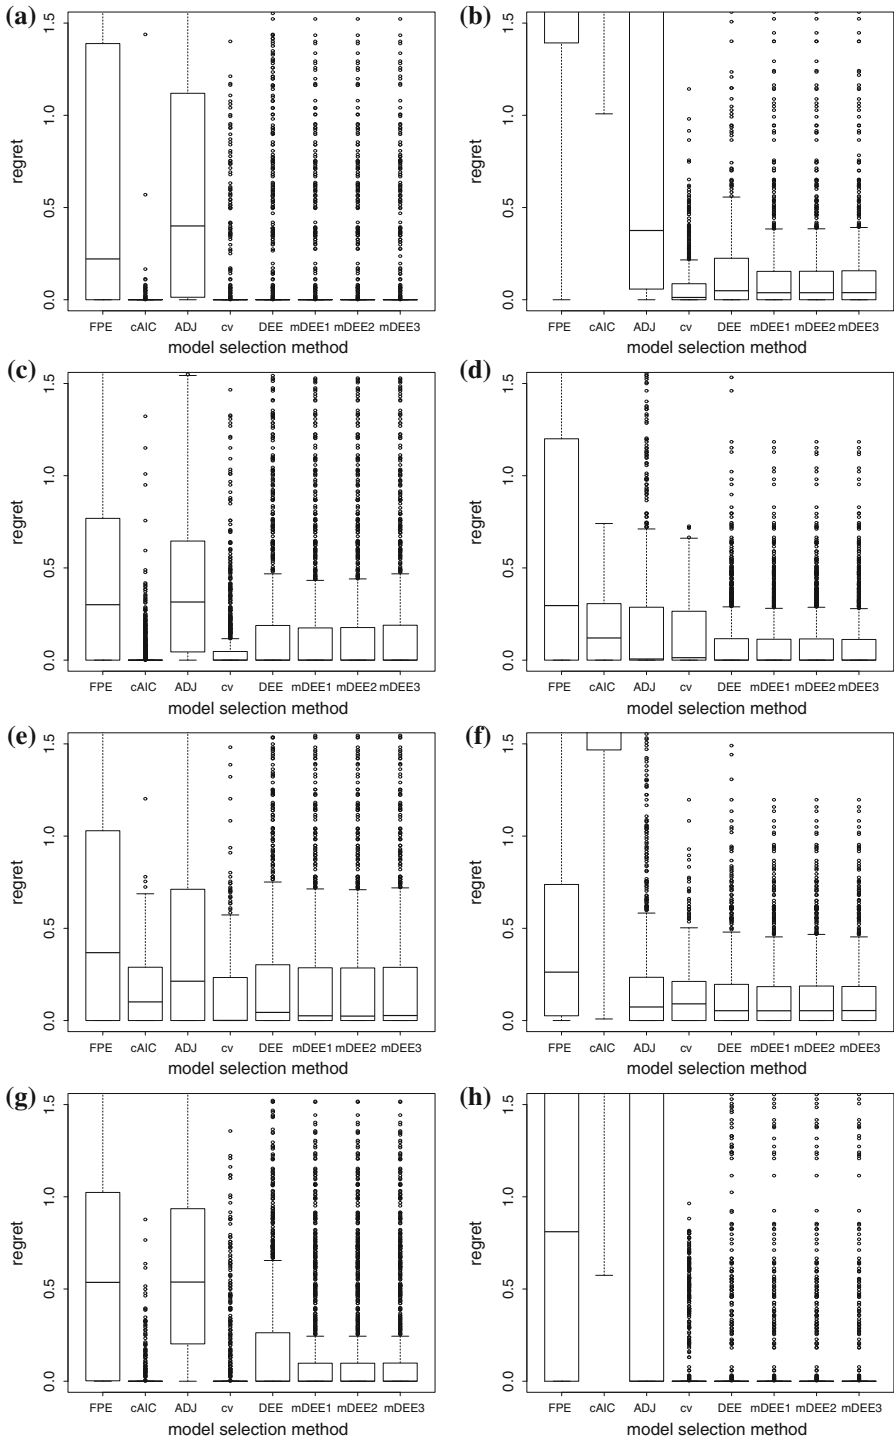 (a)
regret
0.0 0.5 1.0 1.5
FPE cAIC ADJ cv DEE mDEE1 mDEE2 mDEE3
model selection method
(b)
regret
0.0 0.5 1.0 1.5
FPE cAIC ADJ cv DEE mDEE1 mDEE2 mDEE3
model selection method
(c)
regret
0.0 0.5 1.0 1.5
FPE cAIC ADJ cv DEE mDEE1 mDEE2 mDEE3
model selection method
(d)
regret
0.0 0.5 1.0 1.5
FPE cAIC ADJ cv DEE mDEE1 mDEE2 mDEE3
model selection method
(e)
regret
0.0 0.5 1.0 1.5
FPE cAIC ADJ cv DEE mDEE1 mDEE2 mDEE3
model selection method
(f)
regret
0.0 0.5 1.0 1.5
FPE cAIC ADJ cv DEE mDEE1 mDEE2 mDEE3
model selection method
(g)
regret
0.0 0.5 1.0 1.5
FPE cAIC ADJ cv DEE mDEE1 mDEE2 mDEE3
model selection method
(h)
regret
0.0 0.5 1.0 1.5
FPE cAIC ADJ cv DEE mDEE1 mDEE2 mDEE3
model selection method